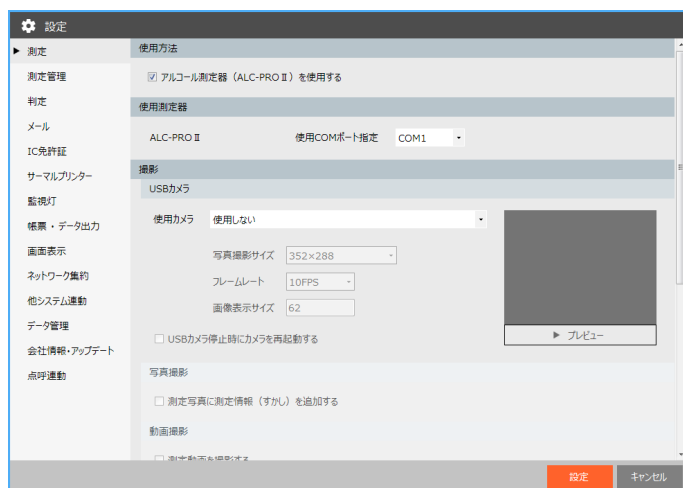 設定
測定
測定管理
判定
メール
IC免許証
サーマルプリンター
監視灯
帳票・データ出力
画面表示
ネットワーク集約
他システム連動
データ管理
会社情報・アップデート
点呼連動
使用方法
アルコール測定器（ALC-PROⅡ）を使用する
使用測定器
ALC-PROⅡ 使用COMポート指定 COM1
撮影
USBカメラ
使用カメラ 使用しない
写真撮影サイズ 352×288
フレームレート 10FPS
画像表示サイズ 62
プレビュー
USBカメラ停止時にカメラを再起動する
写真撮影
測定写真に測定情報（すかし）を追加する
動画撮影
測定動画を撮影する
設定 キャンセル